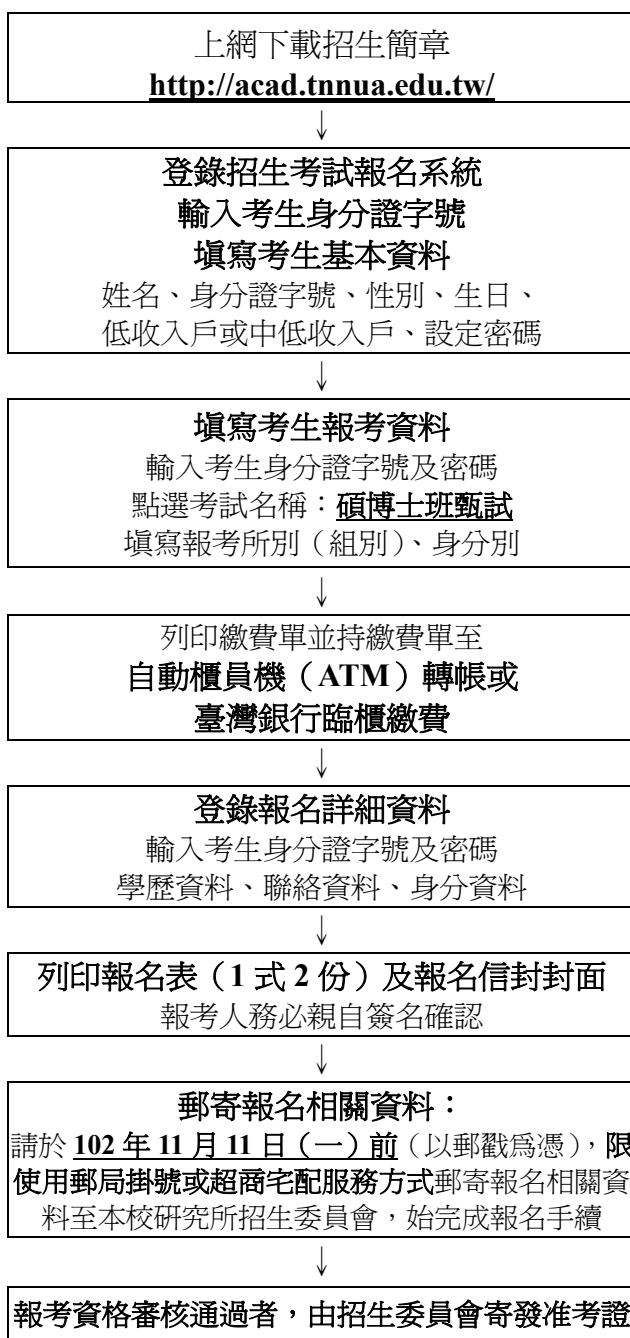 上網下載招生簡章
http://acad.tnnua.edu.tw/
↓
登錄招生考試報名系統
輸入考生身分證字號
填寫考生基本資料
姓名、身分證字號、性別、生日、
低收入戶或中低收入戶、設定密碼
↓
填寫考生報考資料
輸入考生身分證字號及密碼
點選考試名稱：碩博士班甄試
填寫報考所別（組別）、身分別
↓
列印繳費單並持繳費單至
自動櫃員機（ATM）轉帳或
臺灣銀行臨櫃繳費
↓
登錄報名詳細資料
輸入考生身分證字號及密碼
學歷資料、聯絡資料、身分資料
↓
列印報名表（1 式 2 份）及報名信封封面
報考人務必親自簽名確認
↓
郵寄報名相關資料：
請於 102 年 11 月 11 日（一）前（以郵戳為憑），限
使用郵局掛號或超商宅配服務方式郵寄報名相關資
料至本校研究所招生委員會，始完成報名手續
↓
報考資格審核通過者，由招生委員會寄發准考證